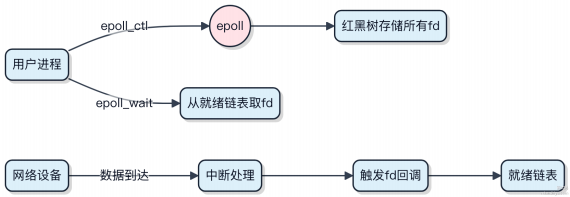 epoll_ctl
epoll
红黑树存储所有fd
用户进程
epoll_wait
从就绪链表取fd
网络设备
数据到达
中断处理
触发fd回调
就绪链表